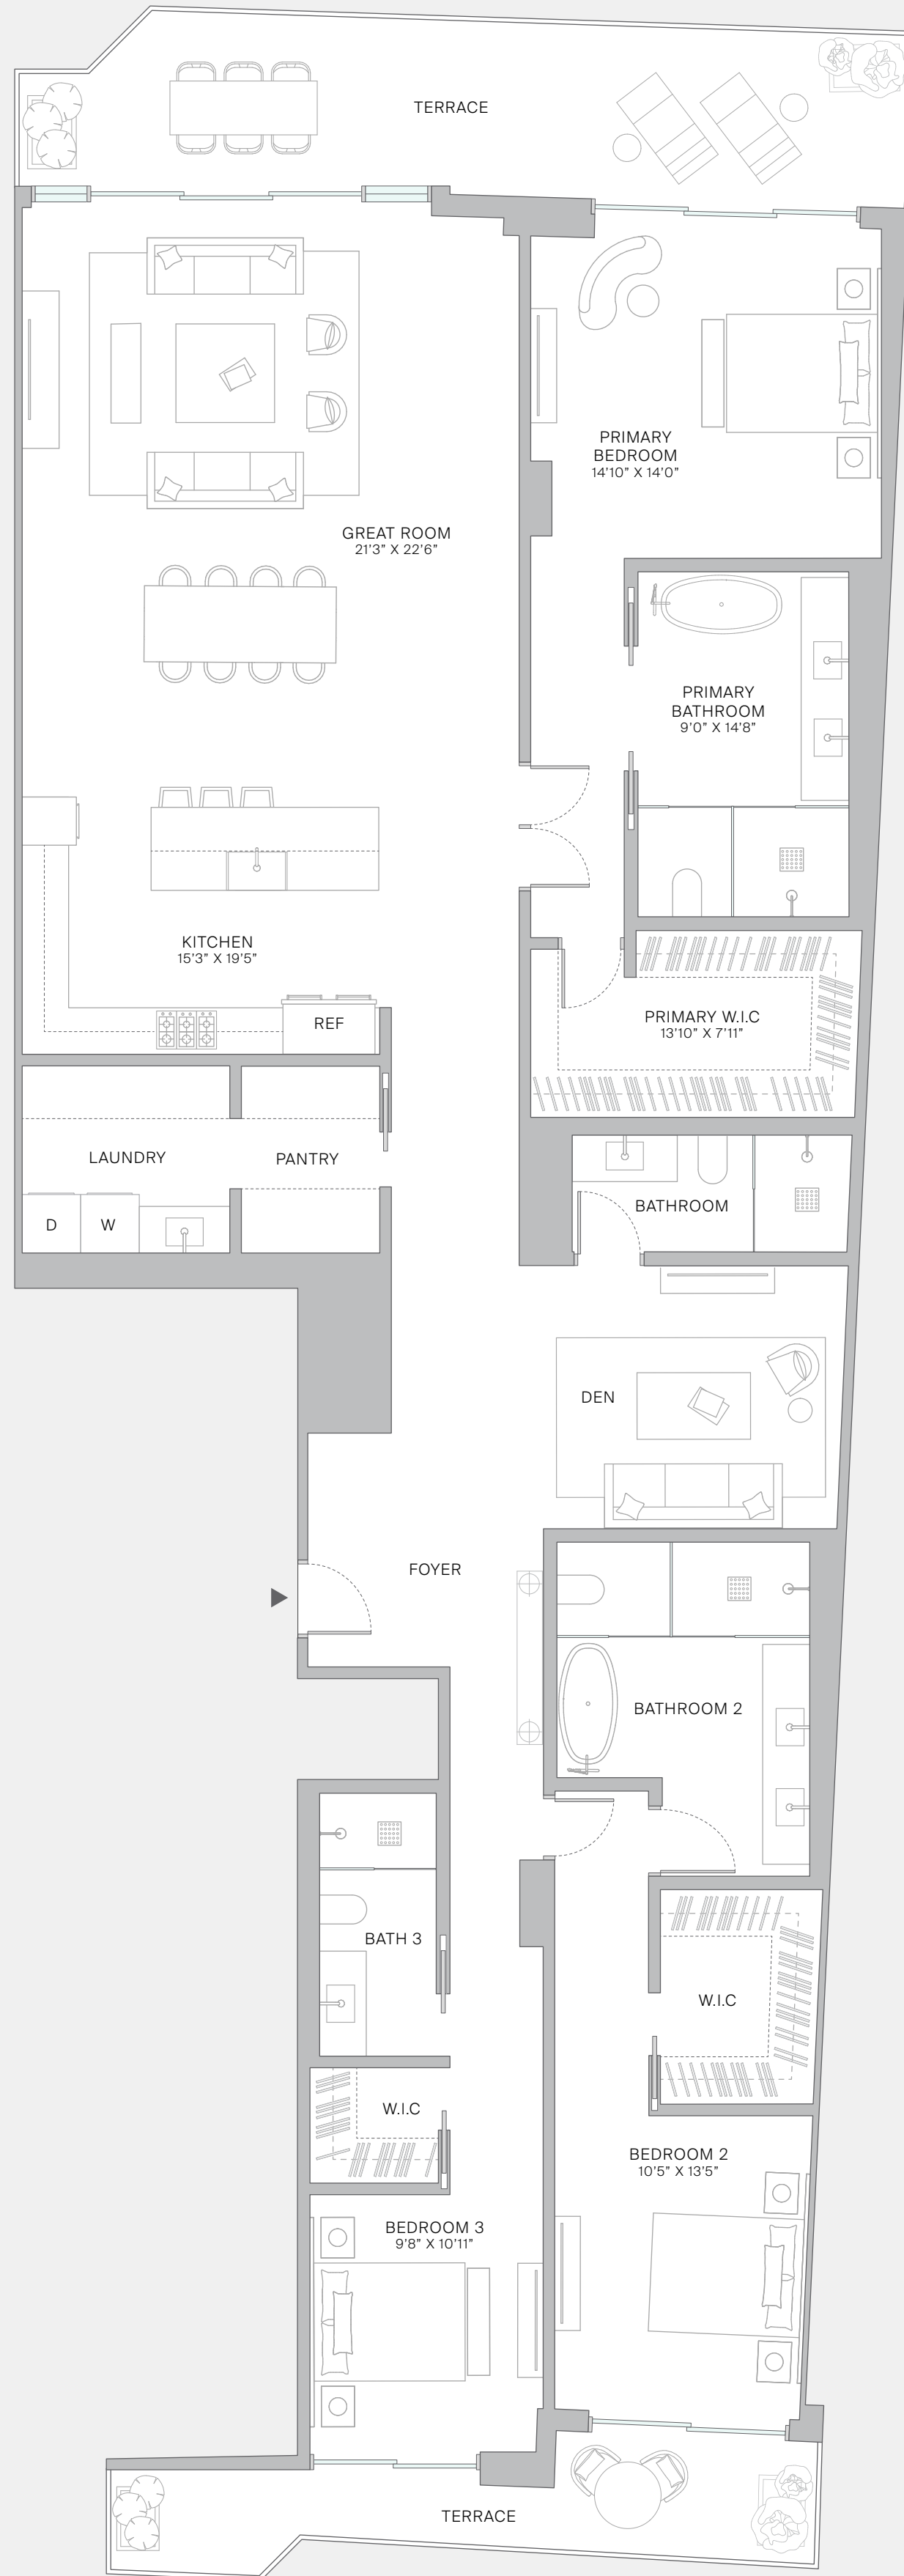 TERRACE
PRIMARY
BEDROOM
14'10" X 14'0"
GREAT ROOM
21'3" X 22'6"
PRIMARY
BATHROOM
9'0" X 14'8"
KITCHEN
15'3" X 19'5"
REF
PRIMARY W.I.C
13'10" X 7'11"
LAUNDRY
PANTRY
D
W
BATHROOM
DEN
FOYER
BATHROOM 2
BATH 3
W.I.C
W.I.C
BEDROOM 2
10'5" X 13'5"
BEDROOM 3
9'8" X 10'11"
TERRACE